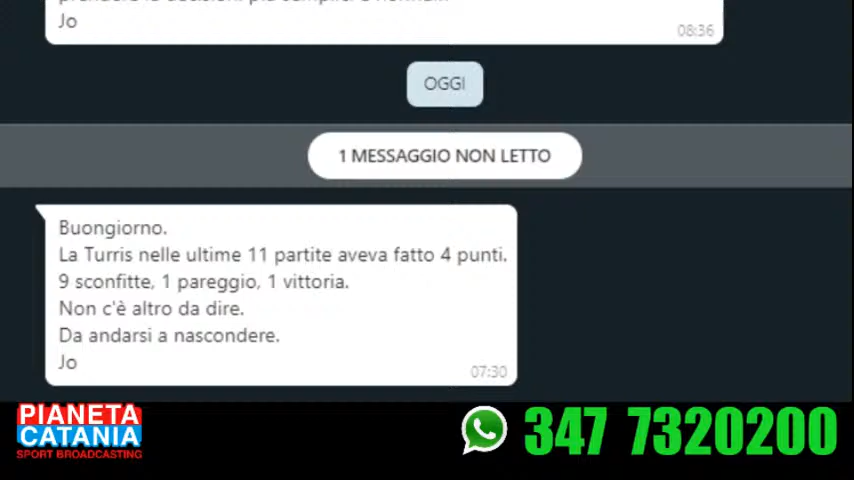 Jo
08:36
OGGI
1 MESSAGGIO NON LETTO
Buongiorno.
La Turris nelle ultime 11 partite aveva fatto 4 punti.
9 sconfitte, 1 pareggio, 1 vittoria.
Non c'è altro da dire.
Da andarsi a nascondere.
Jo
07:30
PIANETA
CATANIA
SPORT BROADCASTING
347 7320200